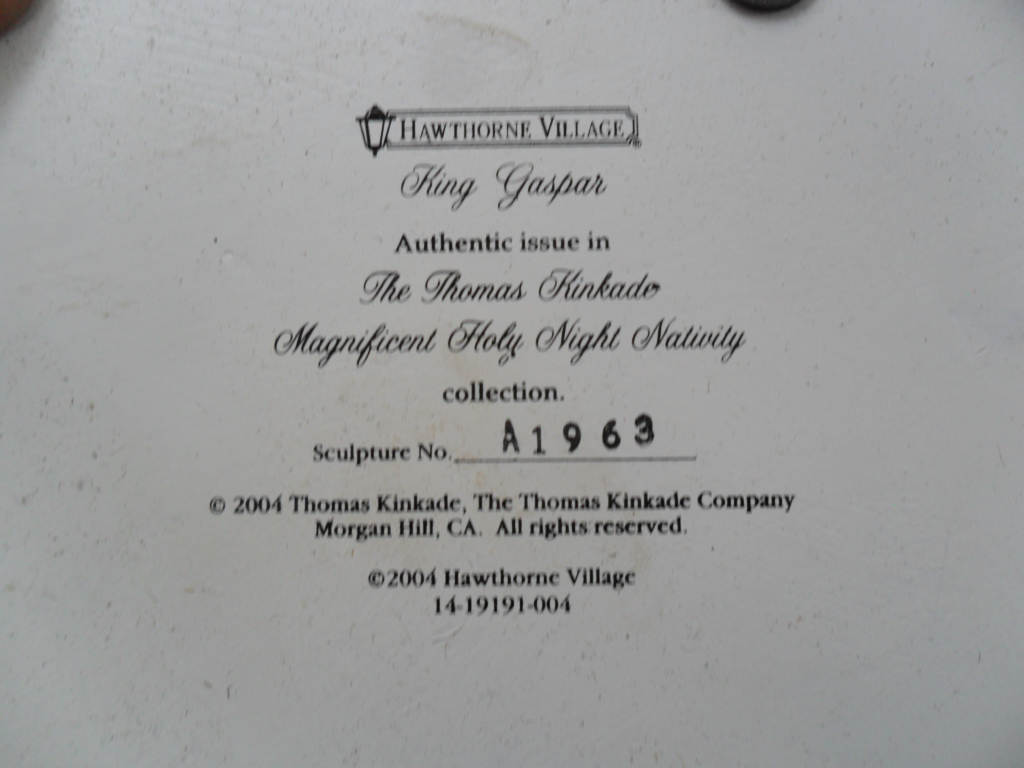 HAWTHORNE VILLAGE
King Gaspar
Authentic issue in
The Thomas Kinkade
Magnificent Holy Night Nativity
collection.
Sculpture No. A1963
© 2004 Thomas Kinkade, The Thomas Kinkade Company
Morgan Hill, CA. All rights reserved.
©2004 Hawthorne Village
14-19191-004